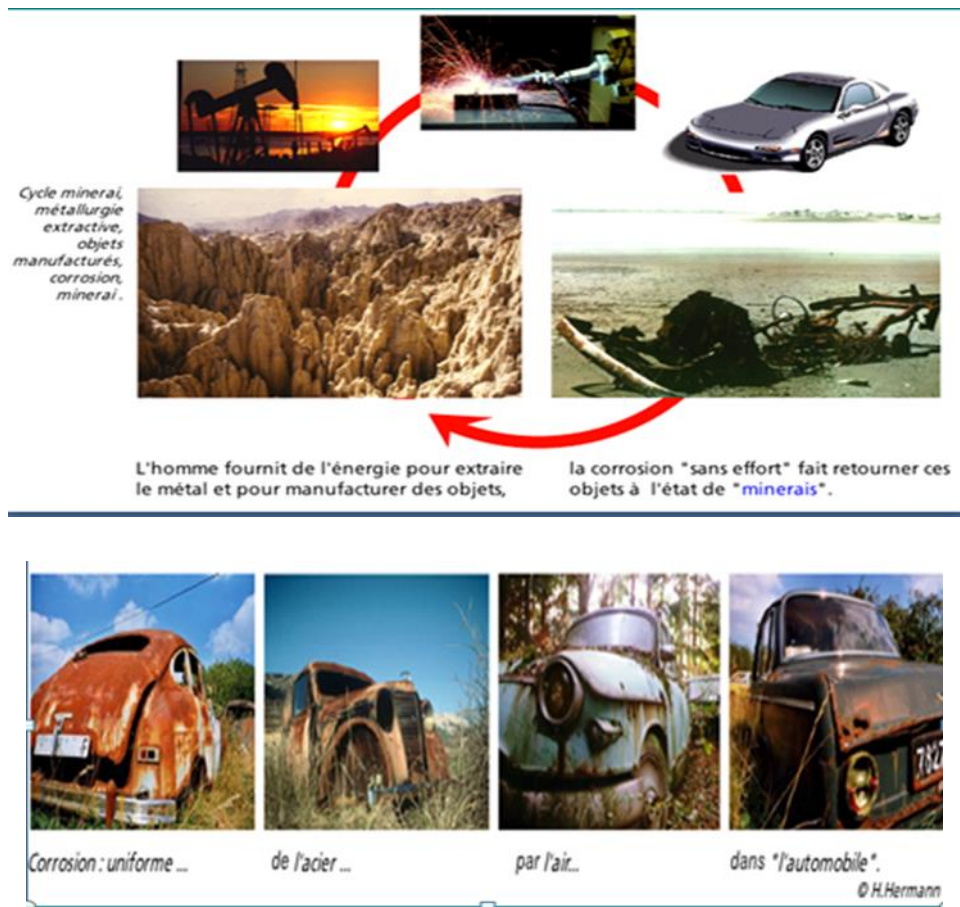 Cycle minerai,
métallurgie
extractive,
objets
manufacturés,
corrosion,
minerai .
L'homme fournit de l'énergie pour extraire
le métal et pour manufacturer des objets,
la corrosion "sans effort" fait retourner ces
objets à l'état de "minerais".
Corrosion : uniforme ...
de l'acier ...
par l'air...
dans "l'automobile".
© H.Hermann